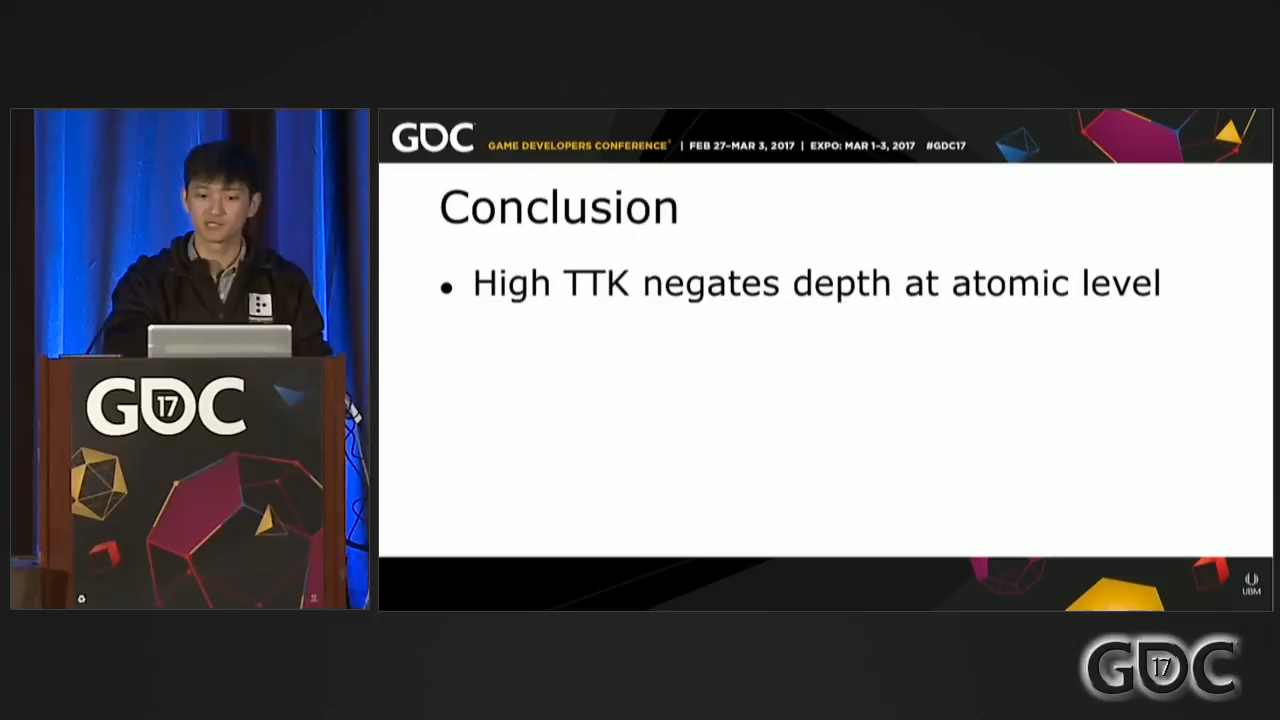 GDC
GAME DEVELOPERS CONFERENCE® | FEB 27–MAR 3, 2017 | EXPO: MAR 1–3, 2017 #GDC17
Conclusion
• High TTK negates depth at atomic level
GDC
17
UBM
GDC
17